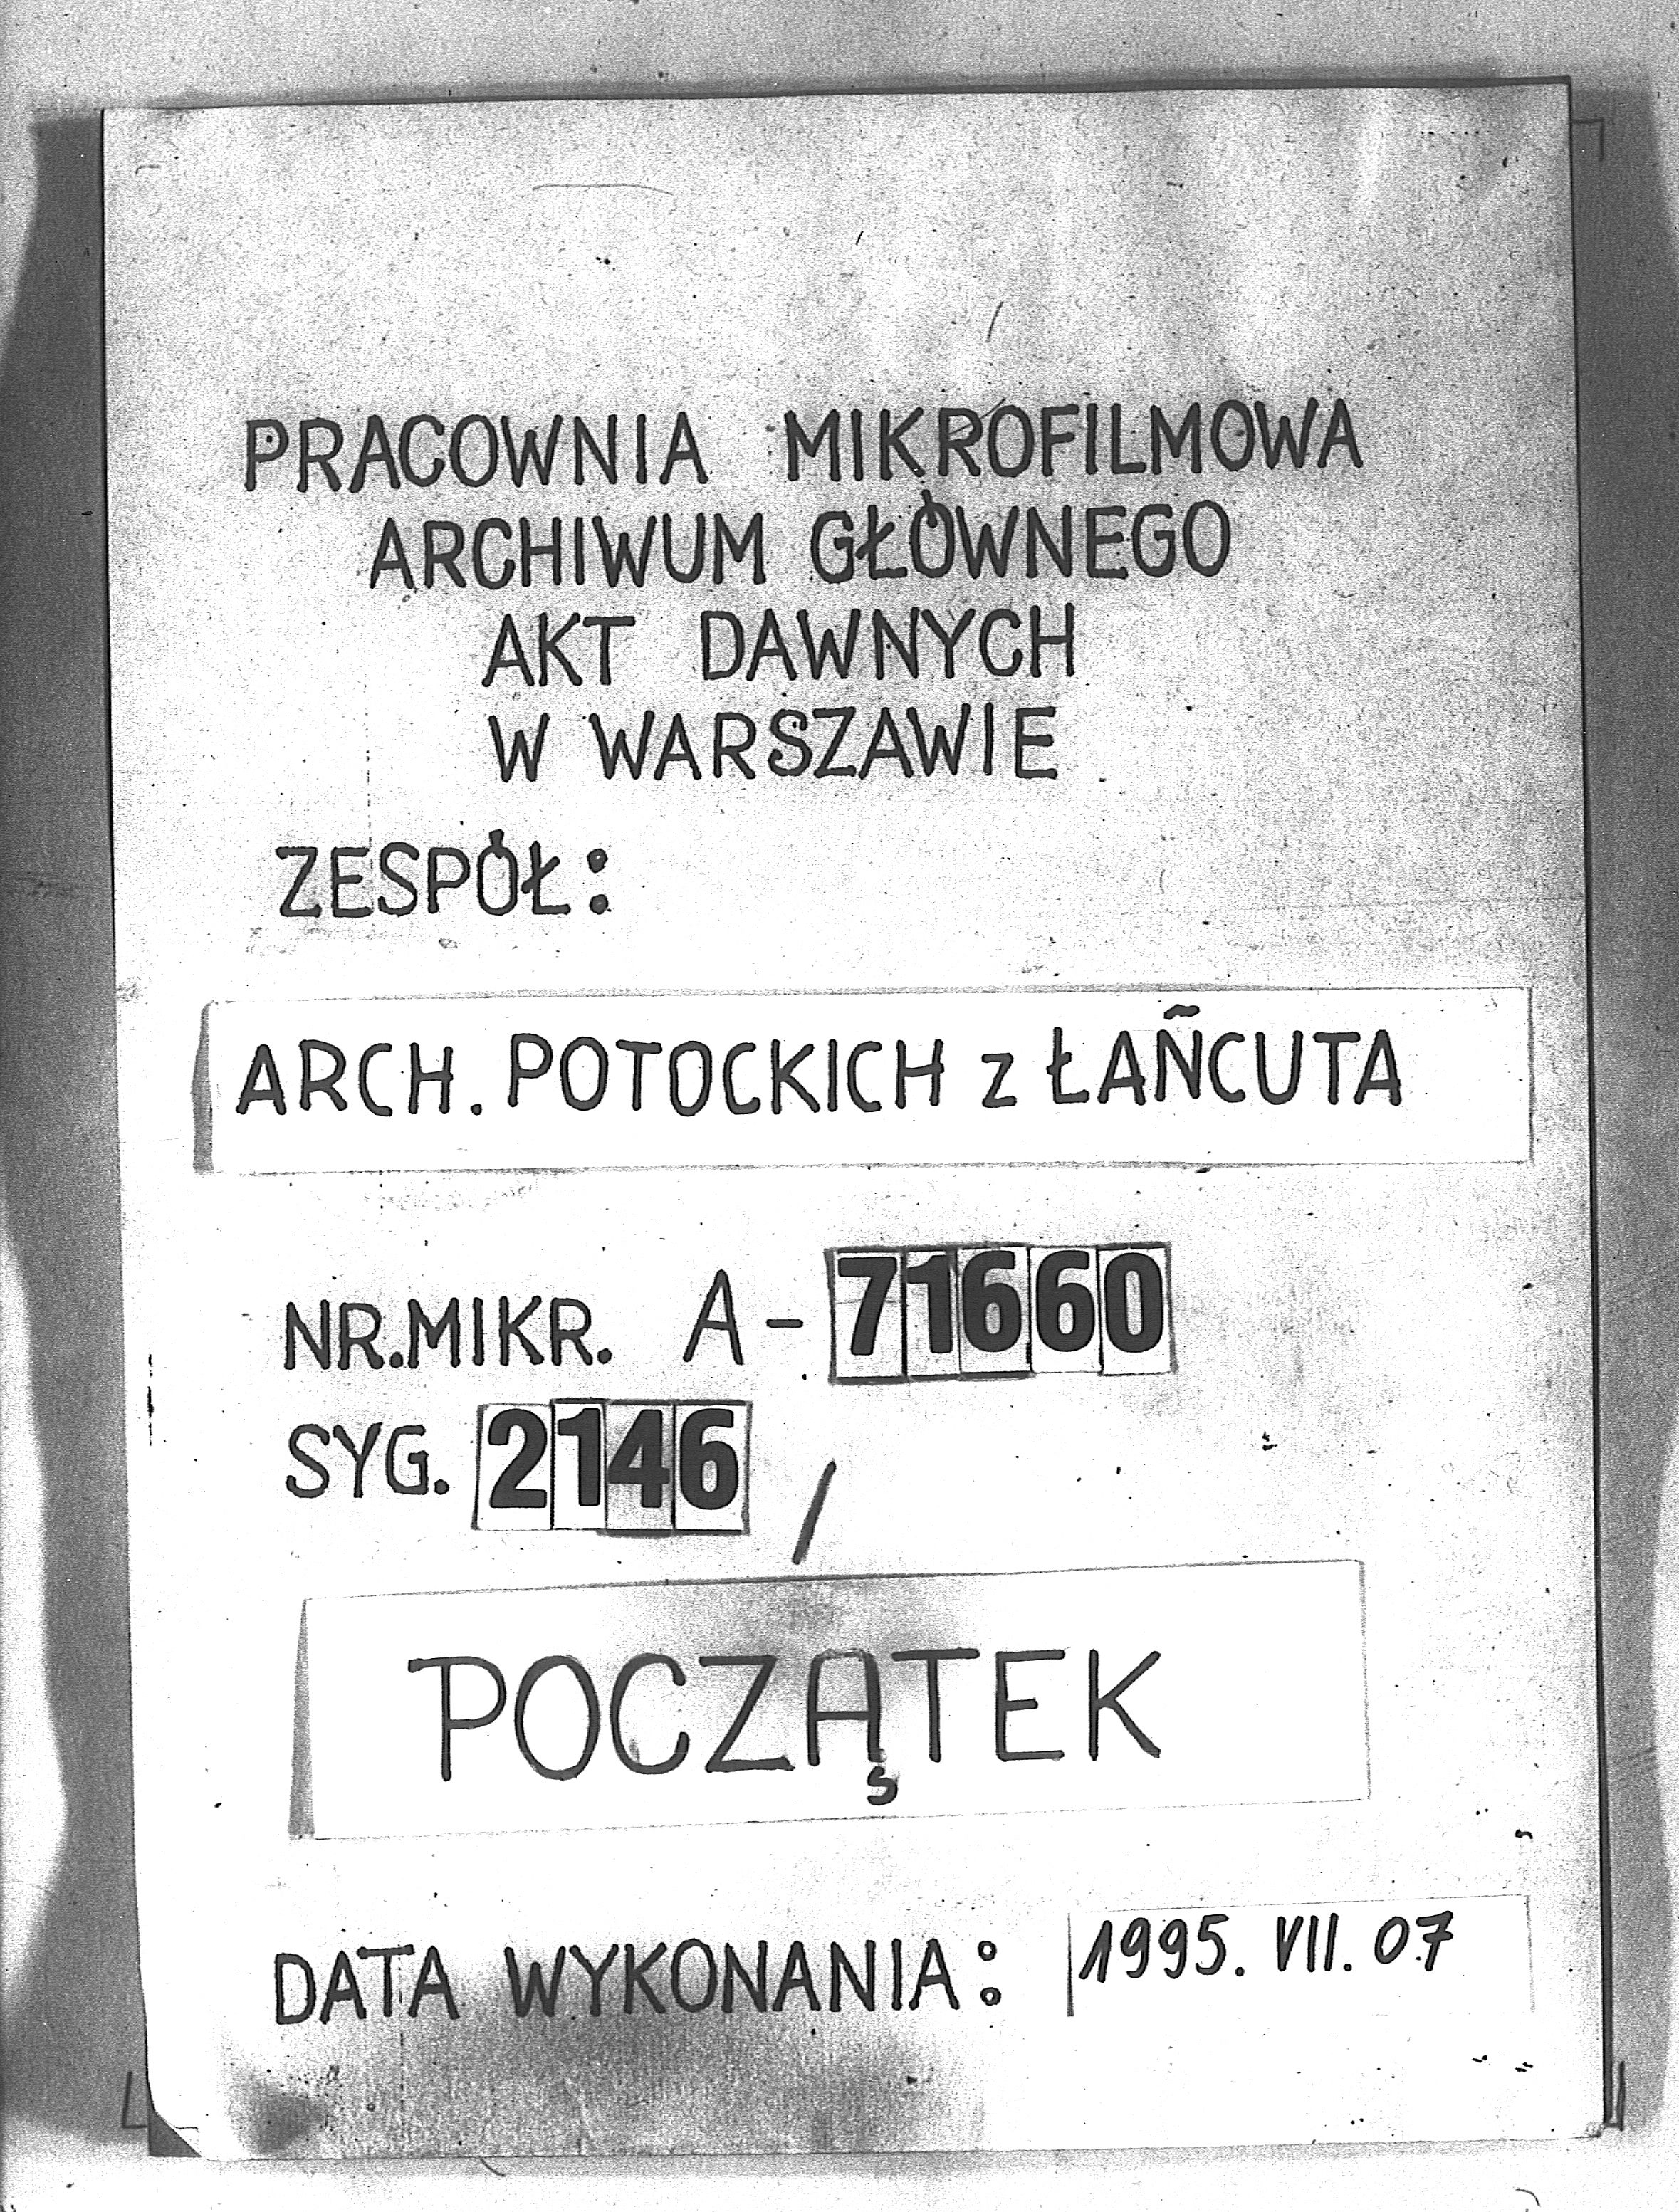 PRACOWNIA MIKROFILMOWA
ARCHIWUM GŁÓWNEGO
AKT DAWNYCH
W WARSZAWIE
ZESPÓŁ:
ARCH. POTOCKICH z ŁAŃCUTA
NR.MIKR. A-71660
SYG. 2146 /
POCZĄTEK
DATA WYKONANIA: 1995. VII. 07